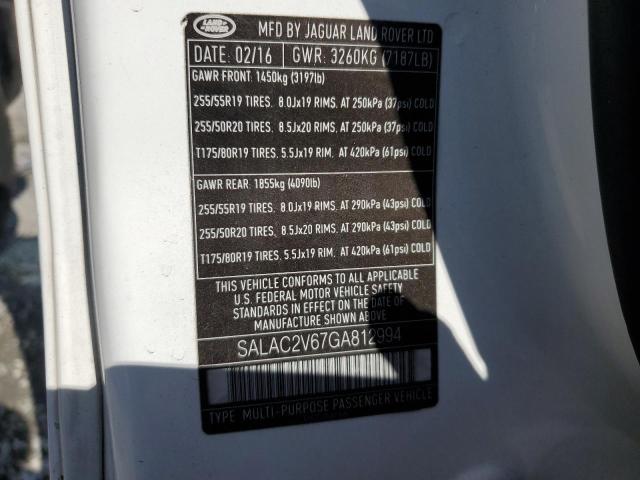 LAND ROVER
MFD BY JAGUAR LAND ROVER LTD
DATE: 02/16 GWR: 3260KG (7187LB)
GAWR FRONT: 1450kg (3197lb)
255/55R19 TIRES. 8.0Jx19 RIMS. AT 250kPa (37psi) COLD
255/50R20 TIRES. 8.5Jx20 RIMS. AT 250kPa (37psi) COLD
T175/80R19 TIRES. 5.5Jx19 RIM. AT 420kPa (61psi) COLD
GAWR REAR: 1855kg (4090lb)
255/55R19 TIRES. 8.0Jx19 RIMS. AT 290kPa (43psi) COLD
255/50R20 TIRES. 8.5Jx20 RIMS. AT 290kPa (43psi) COLD
T175/80R19 TIRES. 5.5Jx19 RIM. AT 420kPa (61psi) COLD
THIS VEHICLE CONFORMS TO ALL APPLICABLE
U.S. FEDERAL MOTOR VEHICLE SAFETY
STANDARDS IN EFFECT ON THE DATE OF
MANUFACTURE SHOWN ABOVE.
SALAC2V67GA812994
TYPE: MULTI-PURPOSE PASSENGER VEHICLE